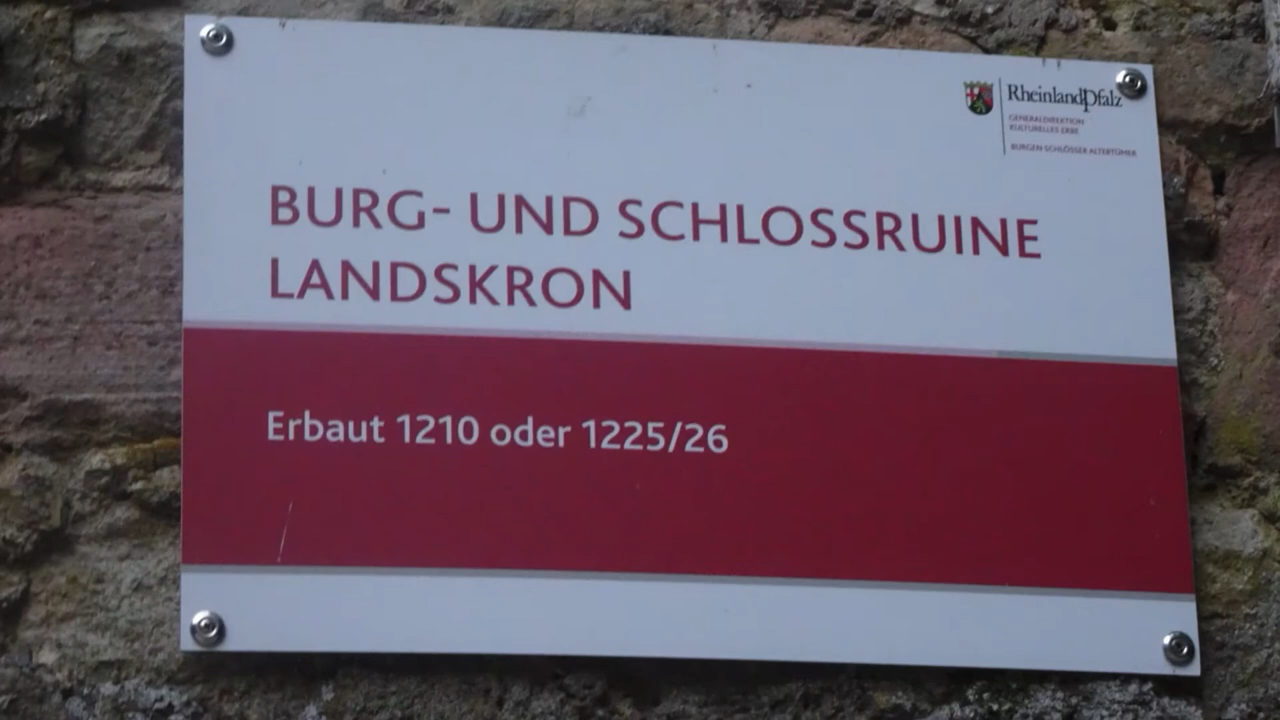 RheinlandPfalz
GENERALDIREKTION
KULTURELLES ERBE
BURGEN SCHLÖSSER ALTERTÜMER
BURG- UND SCHLOSSRUINE
LANDSKRON
Erbaut 1210 oder 1225/26